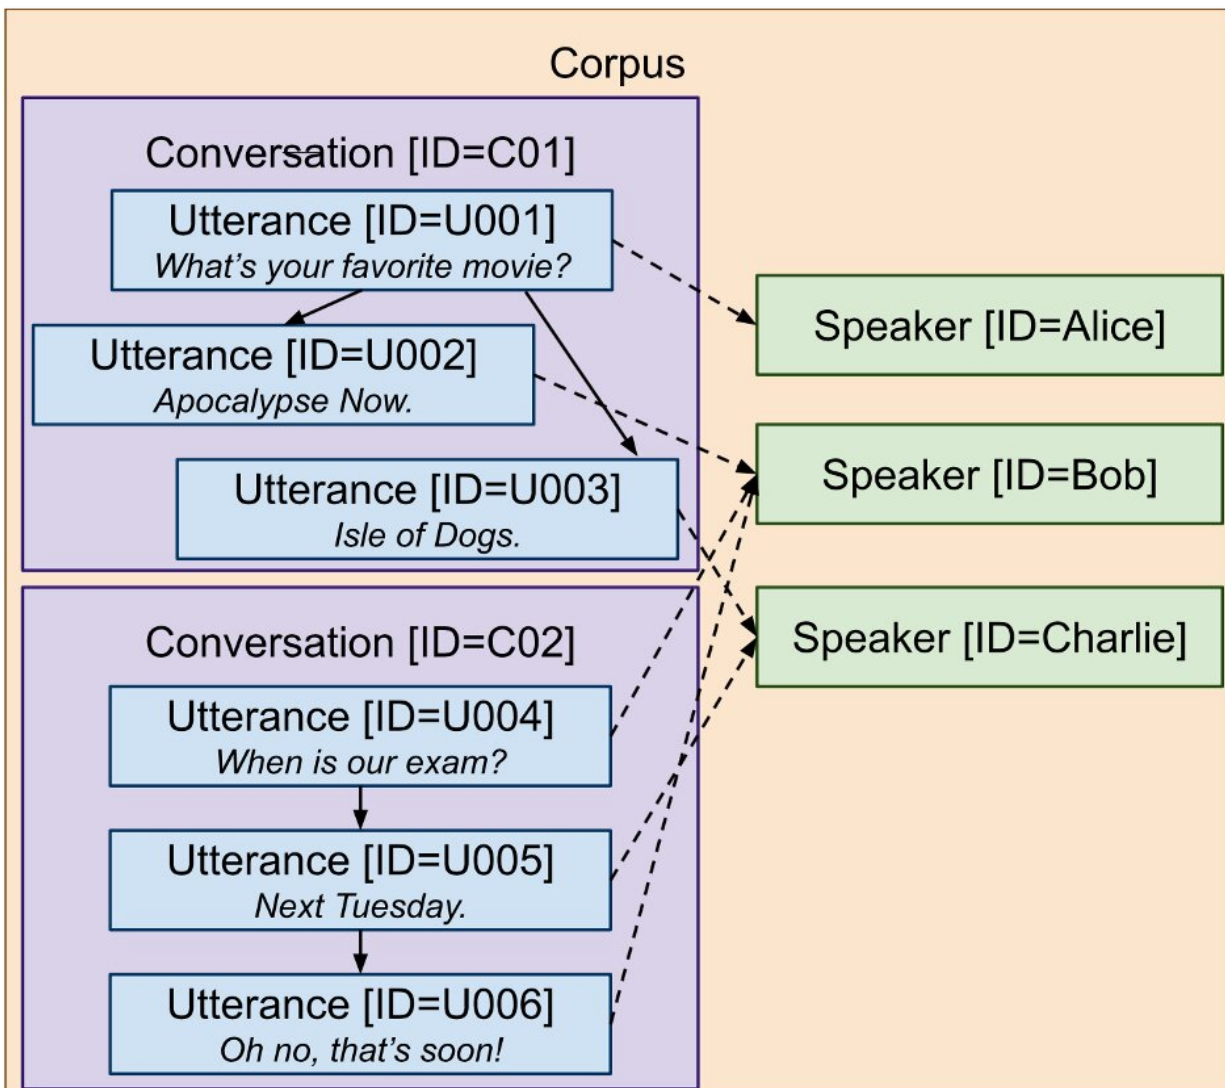 Corpus
Conversation [ID=C01]
Utterance [ID=U001]
What's your favorite movie?
Utterance [ID=U002]
Apocalypse Now.
Utterance [ID=U003]
Isle of Dogs.
Conversation [ID=C02]
Utterance [ID=U004]
When is our exam?
Utterance [ID=U005]
Next Tuesday.
Utterance [ID=U006]
Oh no, that's soon!
Speaker [ID=Alice]
Speaker [ID=Bob]
Speaker [ID=Charlie]